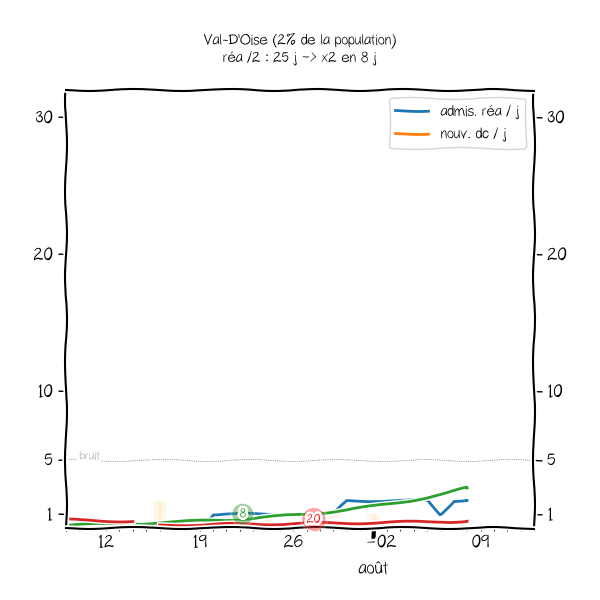 Val-D'Oise (2% de la population)
réa /2 : 25 j -> x2 en 8 j
admis. réa / j
nouv. dc / j
30 30
20 20
10 10
5 bruit 5
1 8 20 1
12 19 26 02 09
août